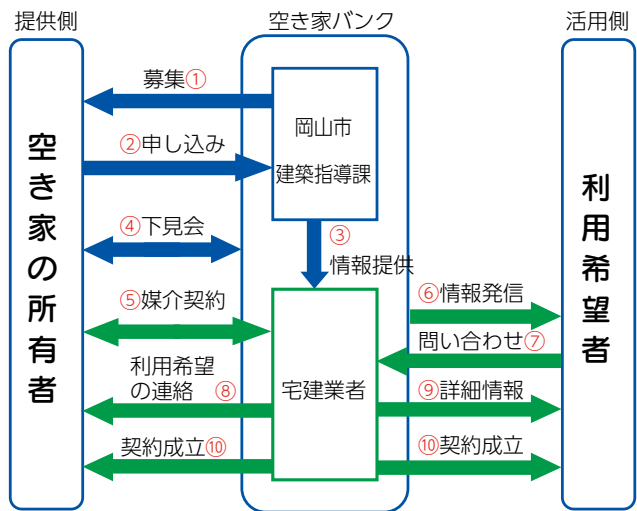 提供側
空き家バンク
活用側
募集①
岡山市
建築指導課
②申し込み
空き家の所有者
利用希望者
④下見会
③
情報提供
⑤媒介契約
⑥情報発信
問い合わせ⑦
利用希望
の連絡 ⑧
宅建業者
⑨詳細情報
契約成立⑩
⑩契約成立